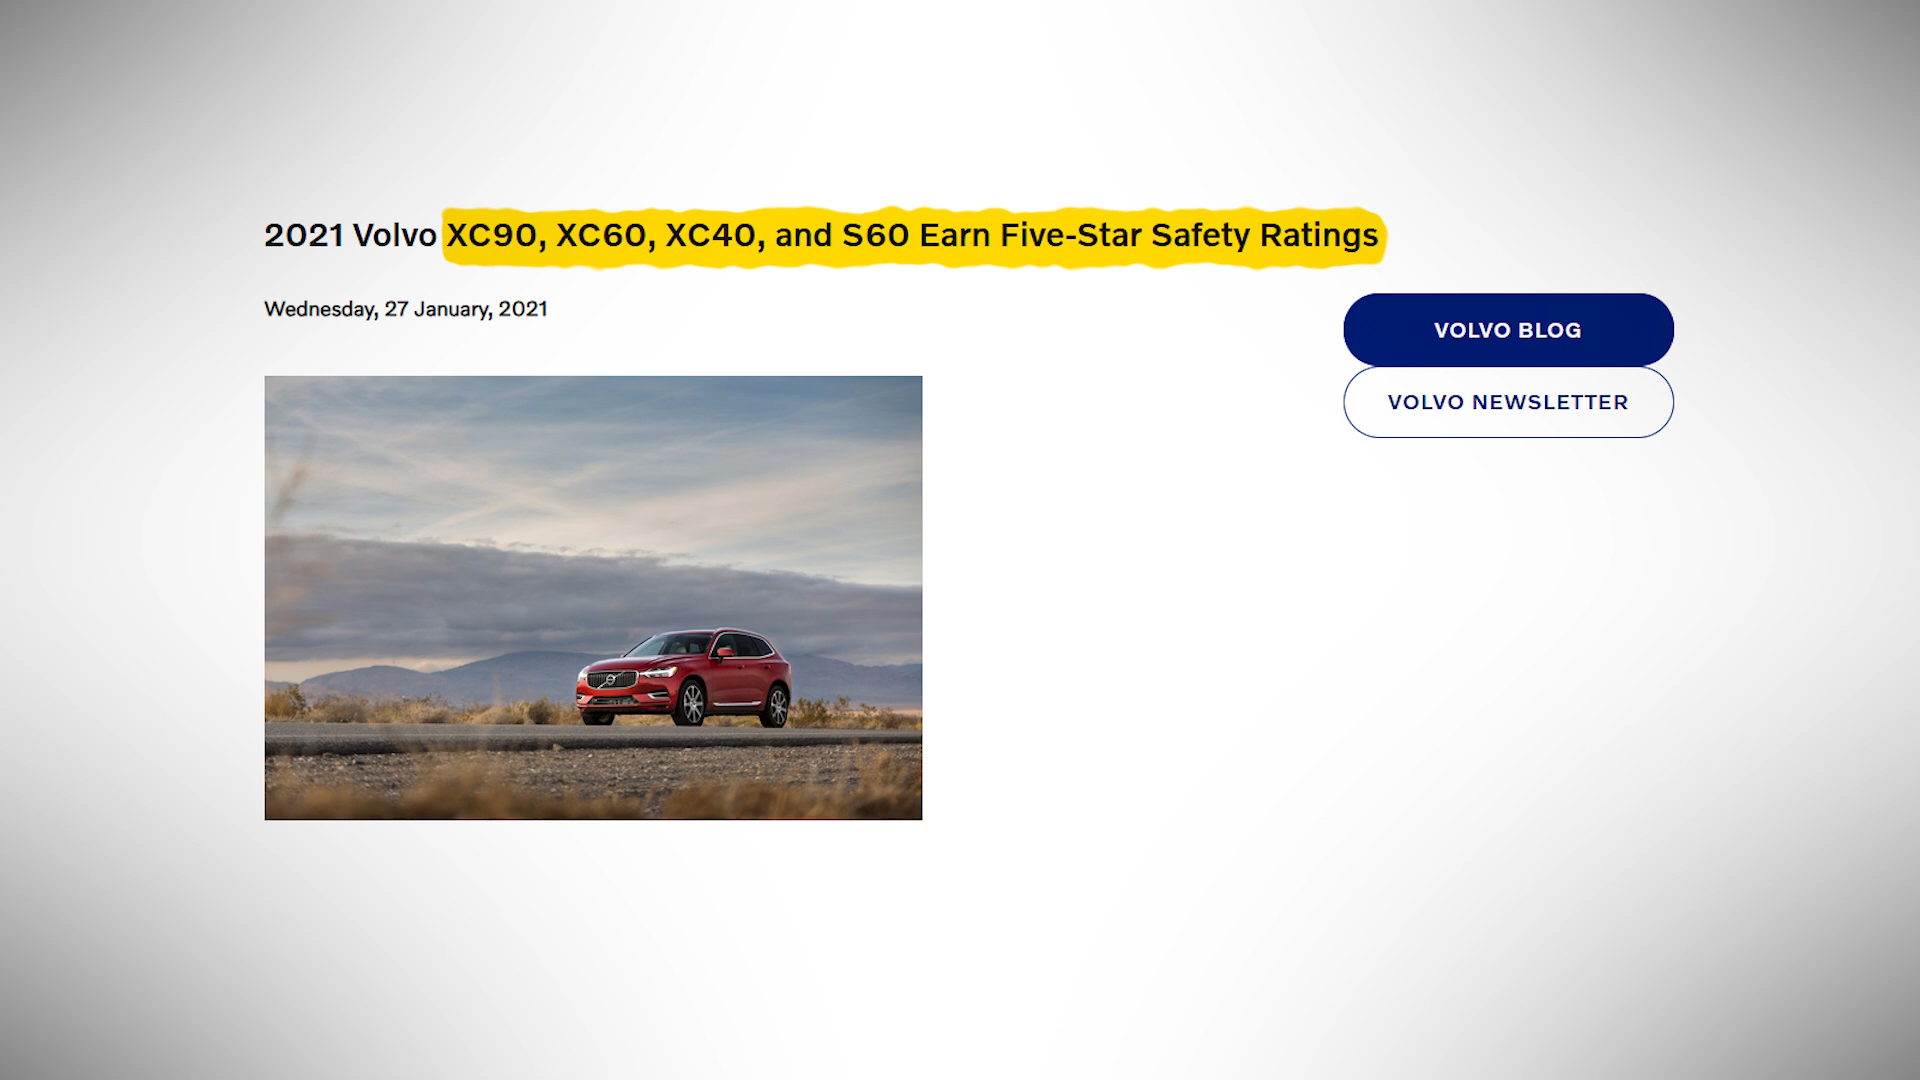 2021 Volvo XC90, XC60, XC40, and S60 Earn Five-Star Safety Ratings
Wednesday, 27 January, 2021
VOLVO BLOG
VOLVO NEWSLETTER